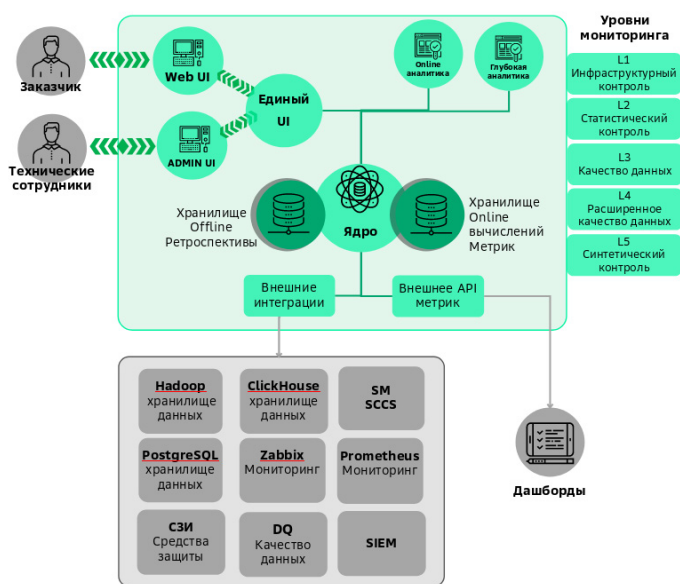 Заказчик
Технические
сотрудники
Web UI
ADMIN UI
Единый
UI
Online
аналитика
Глубокая
аналитика
Хранилище
Offline
Ретроспективы
Ядро
Хранилище
Online
вычислений
Метрик
Внешние
интеграции
Внешнее API
метрик
Уровни
мониторинга
L1
Инфраструктурный
контроль
L2
Статистический
контроль
L3
Качество данных
L4
Расширенное
качество данных
L5
Синтетический
контроль
Hadoop
хранилище
данных
ClickHouse
хранилище
данных
SM
SCCS
PostgreSQL
хранилище
данных
Zabbix
Мониторинг
Prometheus
Мониторинг
СЗИ
Средства
защиты
DQ
Качество
данных
SIEM
Дашборды